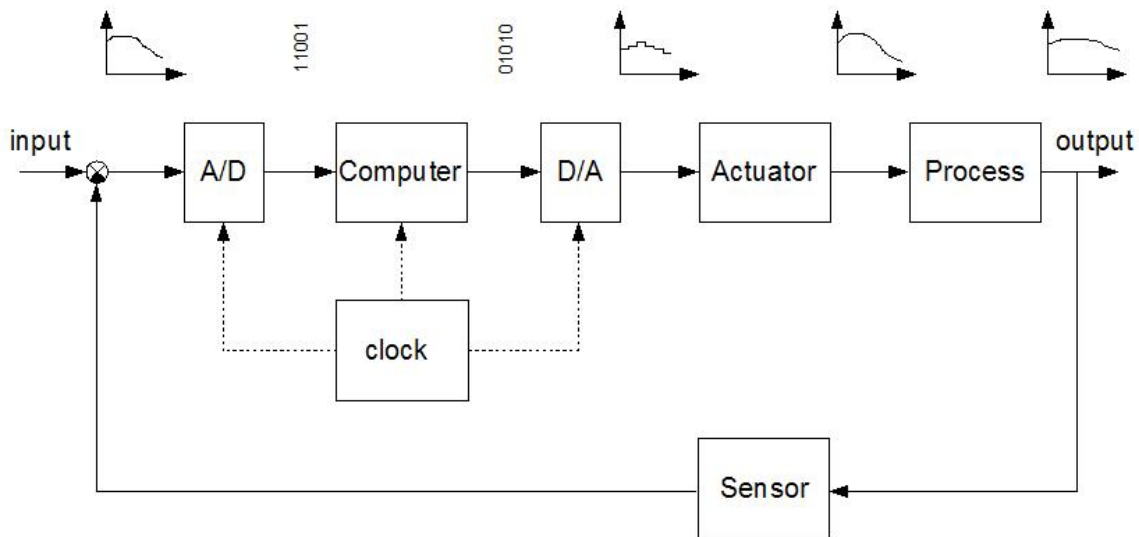 11001
01010
input
A/D
Computer
D/A
Actuator
Process
output
clock
Sensor